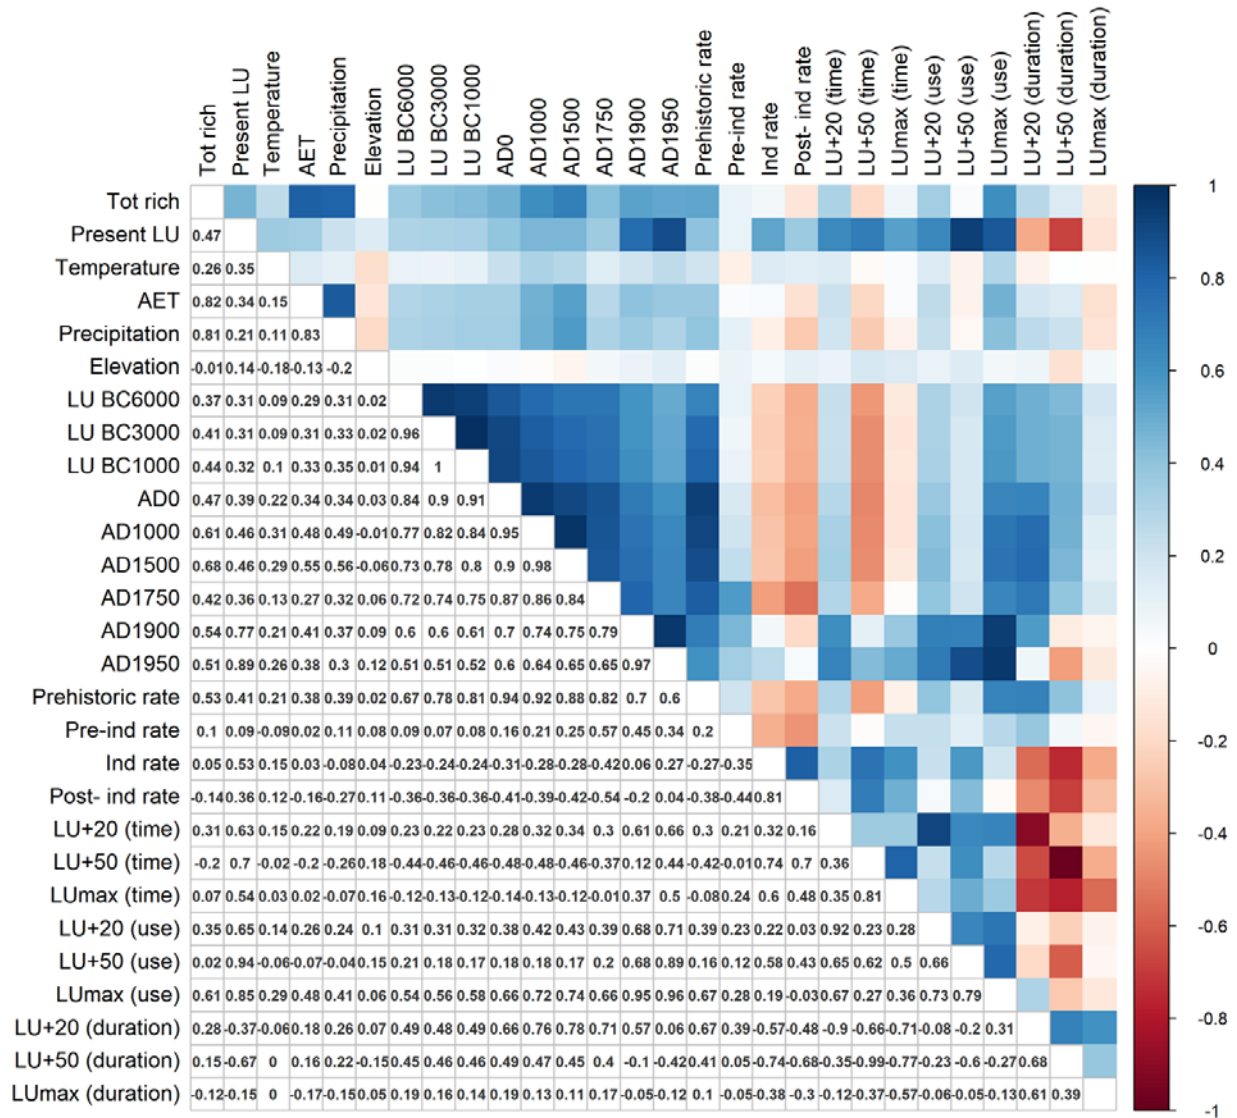 Tot rich
Present LU
Temperature
AET
Precipitation
Elevation
LU BC6000
LU BC3000
LU BC1000
AD0
AD1000
AD1500
AD1750
AD1900
AD1950
Prehistoric rate
Pre-ind rate
Ind rate
Post- ind rate
LU+20 (time)
LU+50 (time)
LUmax (time)
LU+20 (use)
LU+50 (use)
LUmax (use)
LU+20 (duration)
LU+50 (duration)
LUmax (duration)
Tot rich
Present LU 0.47
Temperature 0.26 0.35
AET 0.82 0.34 0.15
Precipitation 0.81 0.21 0.11 0.83
Elevation -0.01 0.14 -0.18 -0.13 -0.2
LU BC6000 0.37 0.31 0.09 0.29 0.31 0.02
LU BC3000 0.41 0.31 0.09 0.31 0.33 0.02 0.96
LU BC1000 0.44 0.32 0.1 0.33 0.35 0.01 0.94 1
AD0 0.47 0.39 0.22 0.34 0.34 0.03 0.84 0.9 0.91
AD1000 0.61 0.46 0.31 0.48 0.49 -0.01 0.77 0.82 0.84 0.95
AD1500 0.68 0.46 0.29 0.55 0.56 -0.06 0.73 0.78 0.8 0.9 0.98
AD1750 0.42 0.36 0.13 0.27 0.32 0.06 0.72 0.74 0.75 0.87 0.86 0.84
AD1900 0.54 0.77 0.21 0.41 0.37 0.09 0.6 0.6 0.61 0.7 0.74 0.75 0.79
AD1950 0.51 0.89 0.26 0.38 0.3 0.12 0.51 0.51 0.52 0.6 0.64 0.65 0.65 0.97
Prehistoric rate 0.53 0.41 0.21 0.38 0.39 0.02 0.67 0.78 0.81 0.94 0.92 0.88 0.82 0.7 0.6
Pre-ind rate 0.1 0.09 -0.09 0.02 0.11 0.08 0.09 0.07 0.08 0.16 0.21 0.25 0.57 0.45 0.34 0.2
Ind rate 0.05 0.53 0.15 0.03 -0.08 0.04 -0.23 -0.24 -0.24 -0.31 -0.28 -0.28 -0.42 0.06 0.27 -0.27 -0.35
Post- ind rate -0.14 0.36 0.12 -0.16 -0.27 0.11 -0.36 -0.36 -0.36 -0.41 -0.39 -0.42 -0.54 -0.2 0.04 -0.38 -0.44 0.81
LU+20 (time) 0.31 0.63 0.15 0.22 0.19 0.09 0.23 0.22 0.23 0.28 0.32 0.34 0.3 0.61 0.66 0.3 0.21 0.32 0.16
LU+50 (time) -0.2 0.7 -0.02 -0.2 -0.26 0.18 -0.44 -0.46 -0.46 -0.48 -0.48 -0.46 -0.37 0.12 0.44 -0.42 -0.01 0.74 0.7 0.36
LUmax (time) 0.07 0.54 0.03 0.02 -0.07 0.16 -0.12 -0.13 -0.12 -0.14 -0.13 -0.12 -0.01 0.37 0.5 -0.08 0.24 0.6 0.48 0.35 0.81
LU+20 (use) 0.35 0.65 0.14 0.26 0.24 0.1 0.31 0.31 0.32 0.38 0.42 0.43 0.39 0.68 0.71 0.39 0.23 0.22 0.03 0.92 0.23 0.28
LU+50 (use) 0.02 0.94 -0.06 -0.07 -0.04 0.15 0.21 0.18 0.17 0.18 0.18 0.17 0.2 0.68 0.89 0.16 0.12 0.58 0.43 0.65 0.62 0.5 0.66
LUmax (use) 0.61 0.85 0.29 0.48 0.41 0.06 0.54 0.56 0.58 0.66 0.72 0.74 0.66 0.95 0.96 0.67 0.28 0.19 -0.03 0.67 0.27 0.36 0.73 0.79
LU+20 (duration) 0.28 -0.37 -0.06 0.18 0.26 0.07 0.49 0.48 0.49 0.66 0.76 0.78 0.71 0.57 0.06 0.67 0.39 -0.57 -0.48 -0.9 -0.66 -0.71 -0.08 -0.2 0.31
LU+50 (duration) 0.15 -0.67 0 0.16 0.22 -0.15 0.45 0.46 0.46 0.49 0.47 0.45 0.4 -0.1 -0.42 0.41 0.05 -0.74 -0.68 -0.35 -0.99 -0.77 -0.23 -0.6 -0.27 0.68
LUmax (duration) -0.12 -0.15 0 -0.17 -0.15 0.05 0.19 0.16 0.14 0.19 0.13 0.11 0.17 -0.05 -0.12 0.1 -0.05 -0.38 -0.3 -0.12 -0.37 -0.57 -0.06 -0.05 -0.13 0.61 0.39
1
0.8
0.6
0.4
0.2
0
-0.2
-0.4
-0.6
-0.8
-1